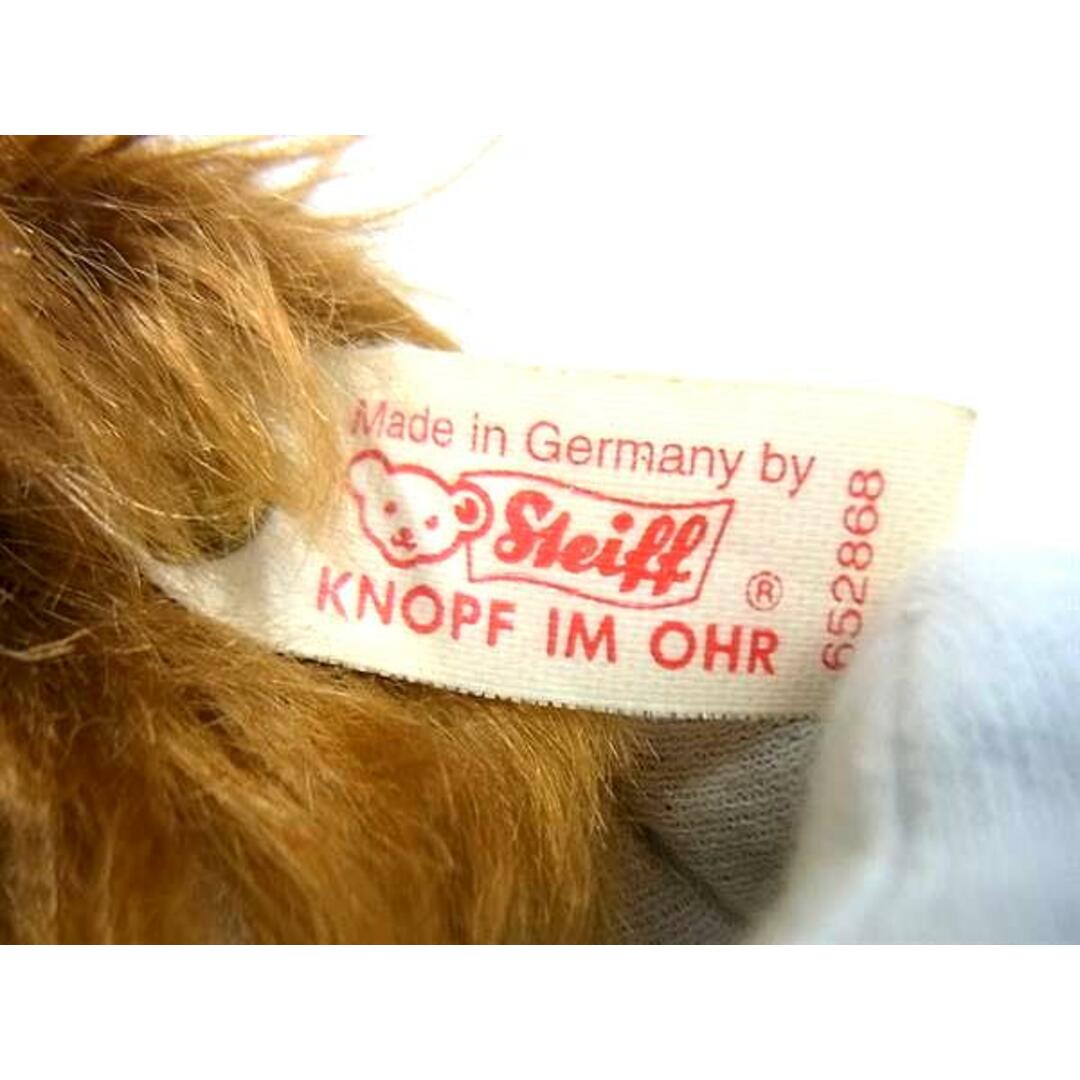 Made in Germany by
Steiff
®
KNOPF IM OHR
652868